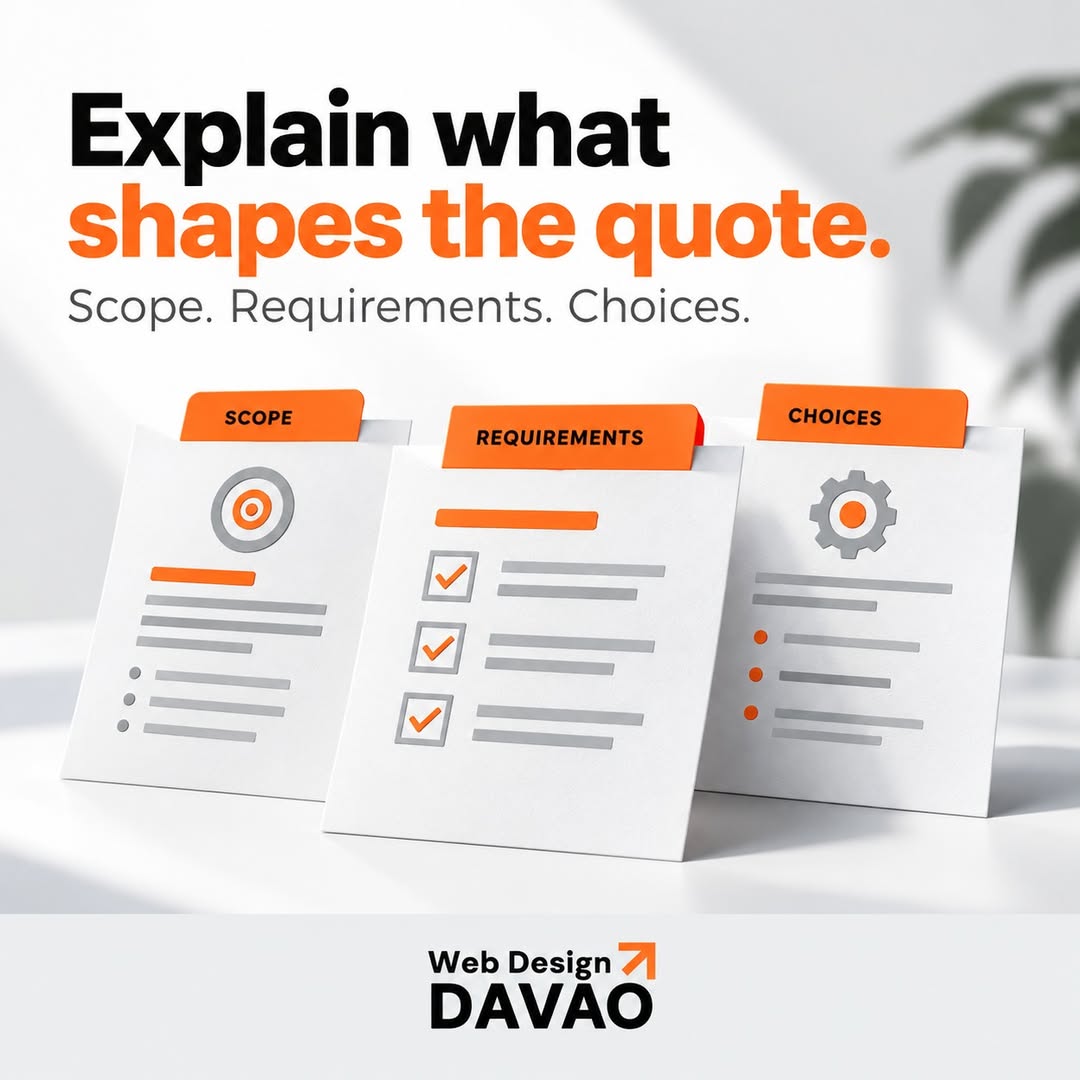 Explain what
shapes the quote.
Scope. Requirements. Choices.
SCOPE
REQUIREMENTS
CHOICES
Web Design
DAVAO